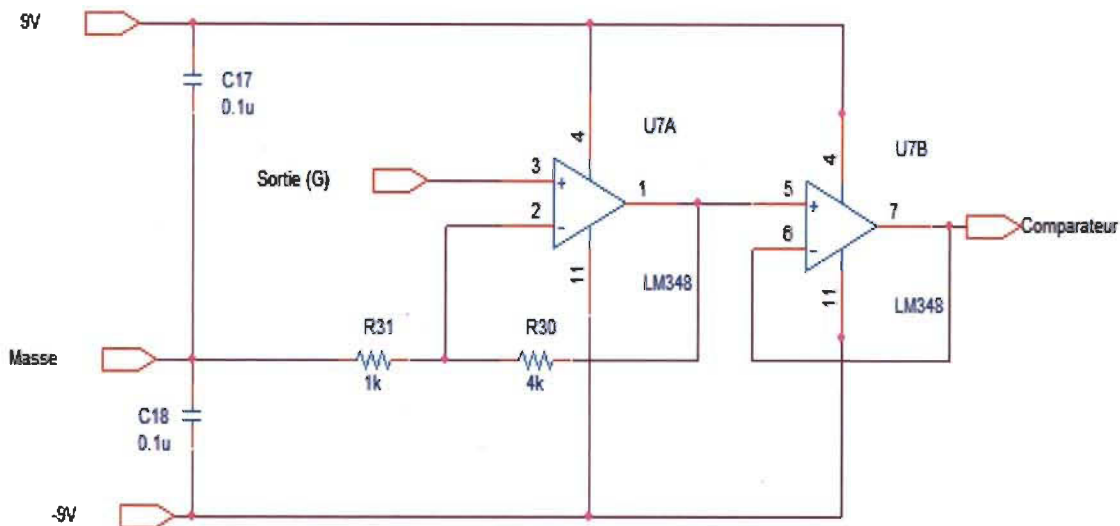 9V
C17
0.1u
U7A
4
U7B
4
Sortie (G)
3
+
1
2
−
5
+
7
6
−
Comparateur
11
LM348
11
LM348
R31
R30
Masse
1k
4k
C18
0.1u
-9V